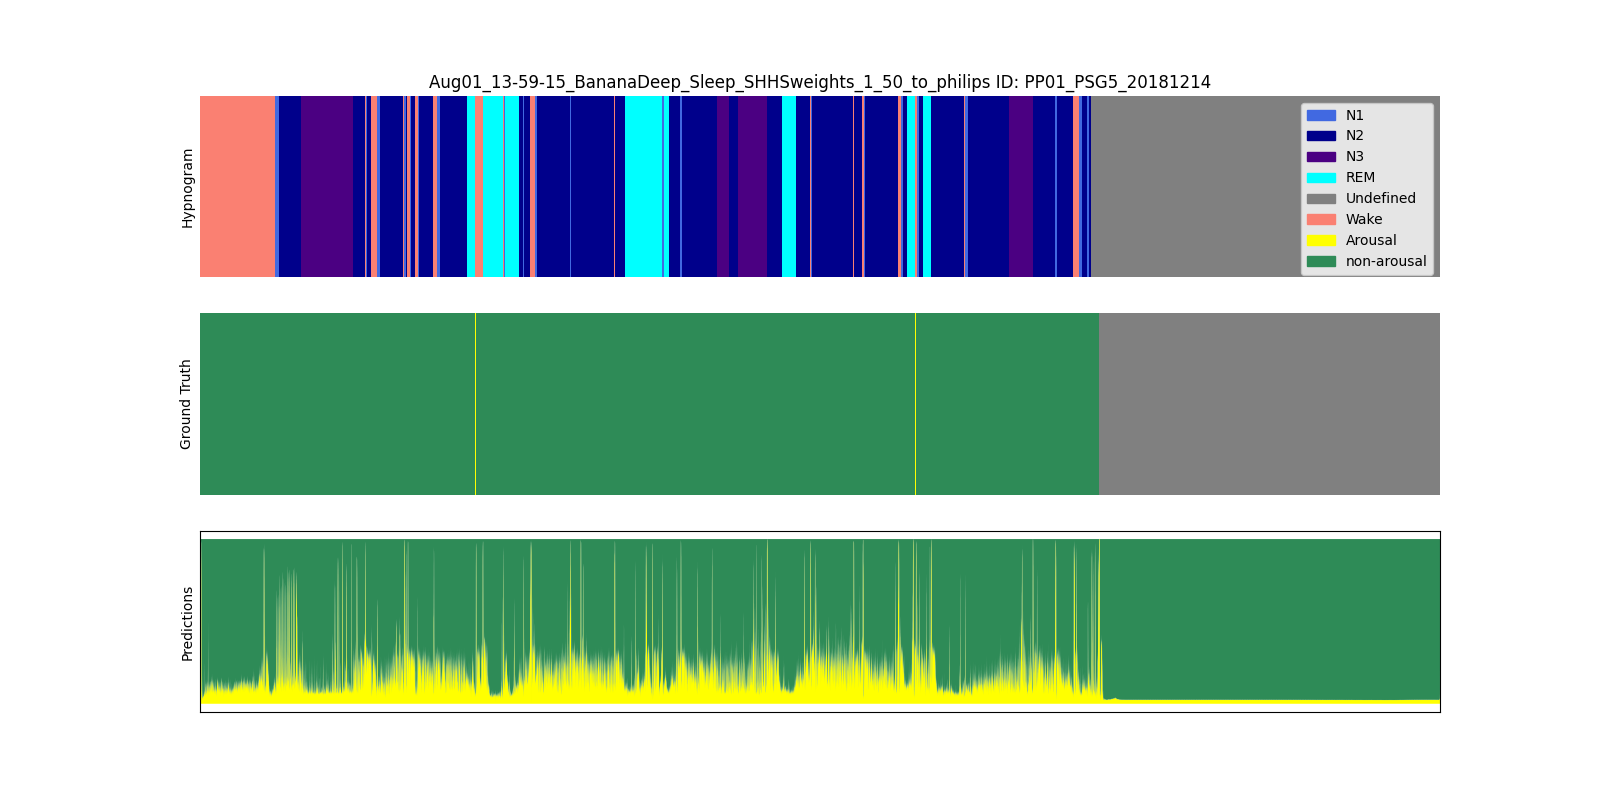 Aug01_13-59-15_BananaDeep_Sleep_SHHSweights_1_50_to_philips ID: PP01_PSG5_20181214
Hypnogram
N1
N2
N3
REM
Undefined
Wake
Arousal
non-arousal
Ground Truth
Predictions